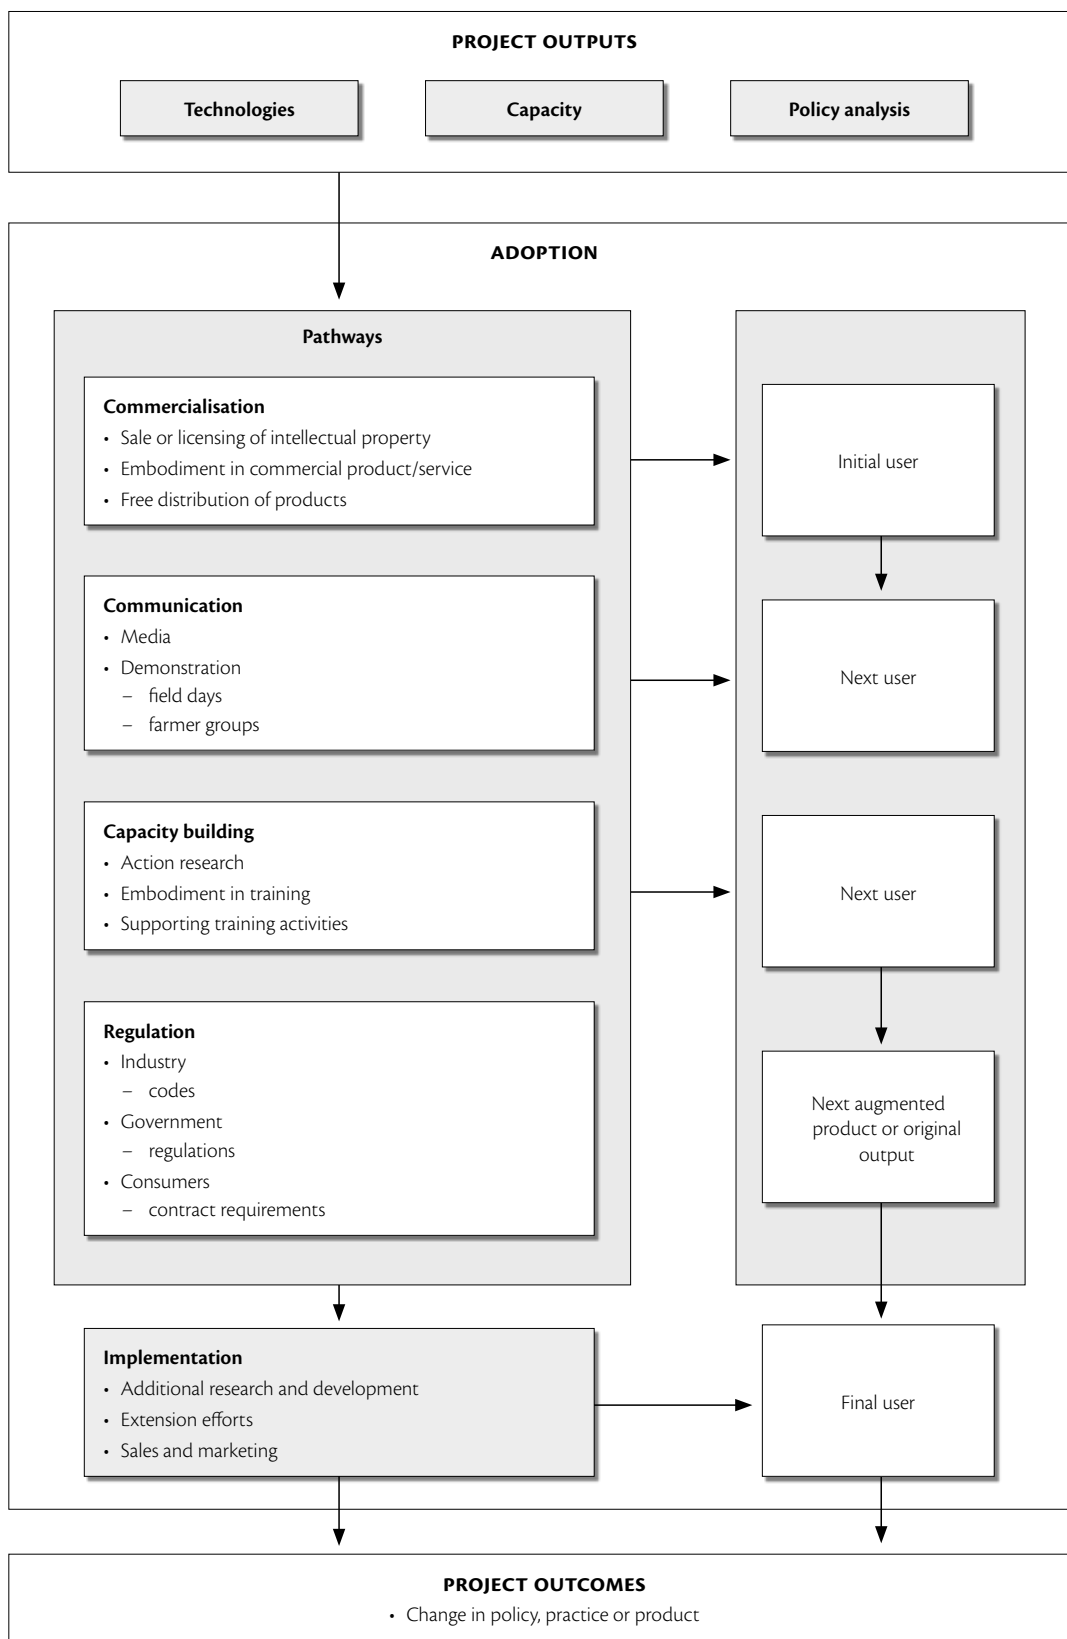 PROJECT OUTPUTS
Technologies
Capacity
Policy analysis
ADOPTION
Pathways
Commercialisation
• Sale or licensing of intellectual property
• Embodiment in commercial product/service
• Free distribution of products
Initial user
Communication
• Media
• Demonstration
– field days
– farmer groups
Next user
Capacity building
• Action research
• Embodiment in training
• Supporting training activities
Next user
Regulation
• Industry
– codes
• Government
– regulations
• Consumers
– contract requirements
Next augmented
product or original
output
Implementation
• Additional research and development
• Extension efforts
• Sales and marketing
Final user
PROJECT OUTCOMES
• Change in policy, practice or product